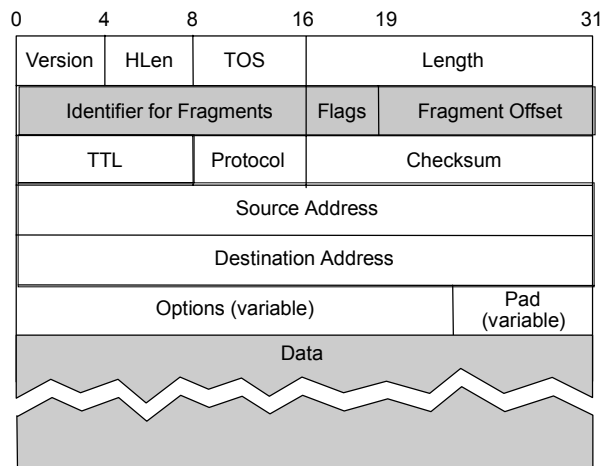 0 4 8 16 19 31
Version HLen TOS Length
Identifier for Fragments Flags Fragment Offset
TTL Protocol Checksum
Source Address
Destination Address
Options (variable) Pad
(variable)
Data